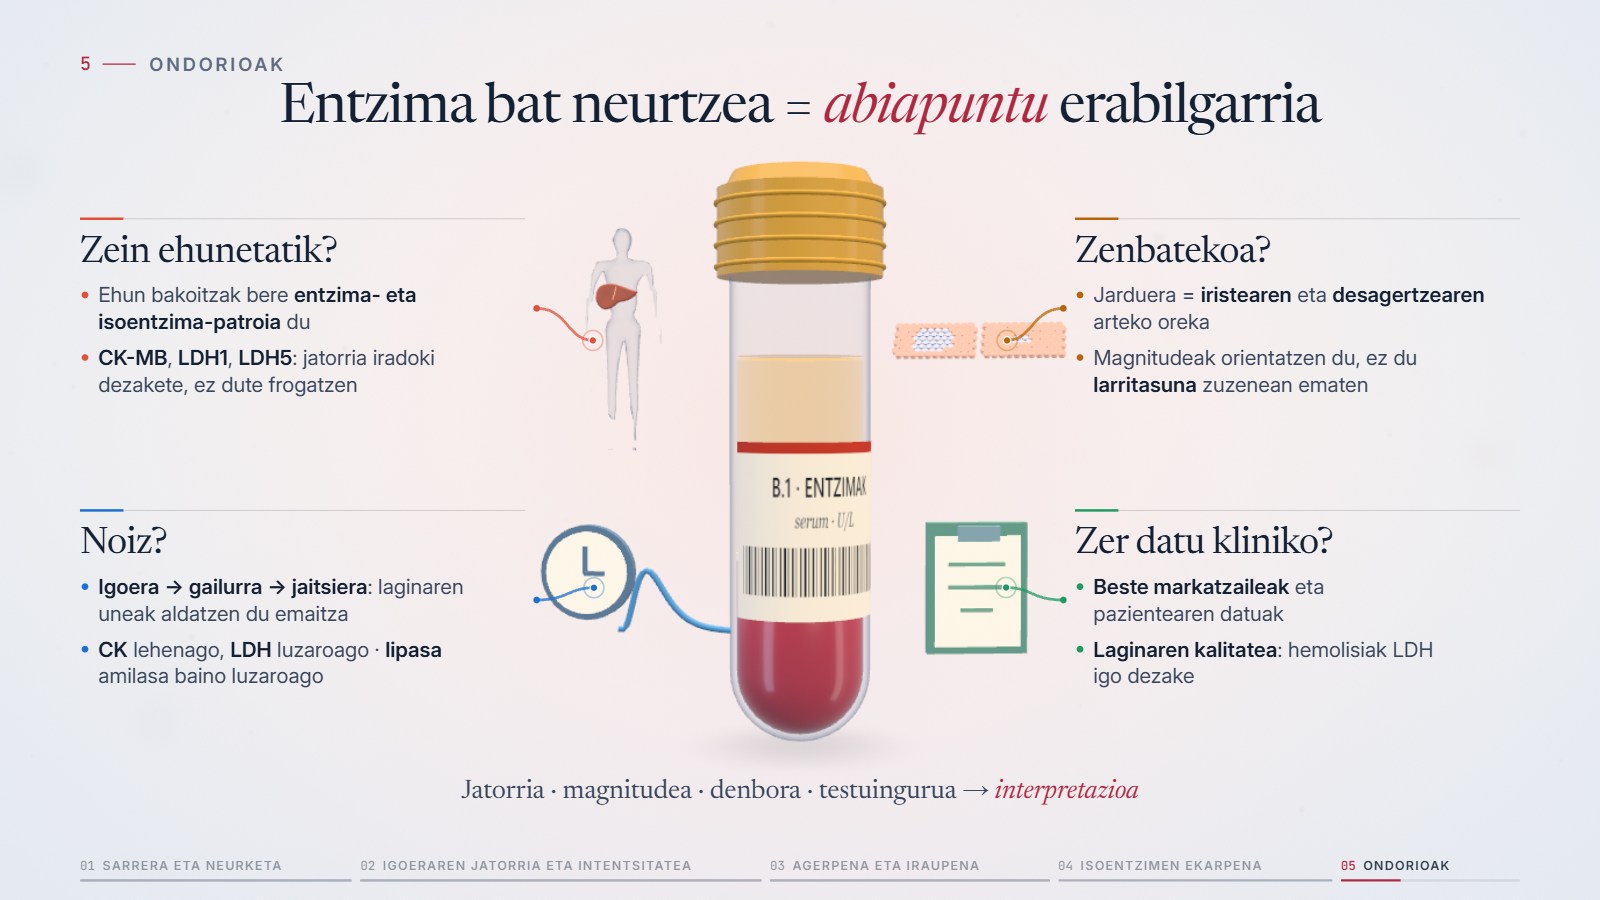 5 — ONDORIOAK
Entzima bat neurtzea = abiapuntu erabilgarria
Zein ehunetatik?
• Ehun bakoitzak bere entzima- eta
isoentzima-patroia du
• CK-MB, LDH1, LDH5: jatorria iradoki
dezakete, ez dute frogatzen
Zenbatekoa?
• Jarduera = iristearen eta desagertzearen
arteko oreka
• Magnitudeak orientatzen du, ez du
larritasuna zuzenean ematen
B.1 · ENTZIMAK
serum · U/L
Noiz?
• Igoera → gailurra → jaitsiera: laginaren
uneak aldatzen du emaitza
• CK lehenago, LDH luzaroago · lipasa
amilasa baino luzaroago
Zer datu kliniko?
• Beste markatzaileak eta
pazientearen datuak
• Laginaren kalitatea: hemolisiak LDH
igo dezake
Jatorria · magnitudea · denbora · testuingurua → interpretazioa
01 SARRERA ETA NEURKETA
02 IGOERAREN JATORRIA ETA INTENTSITATEA
03 AGERPENA ETA IRAUPENA
04 ISOENTZIMEN EKARPENA
05 ONDORIOAK